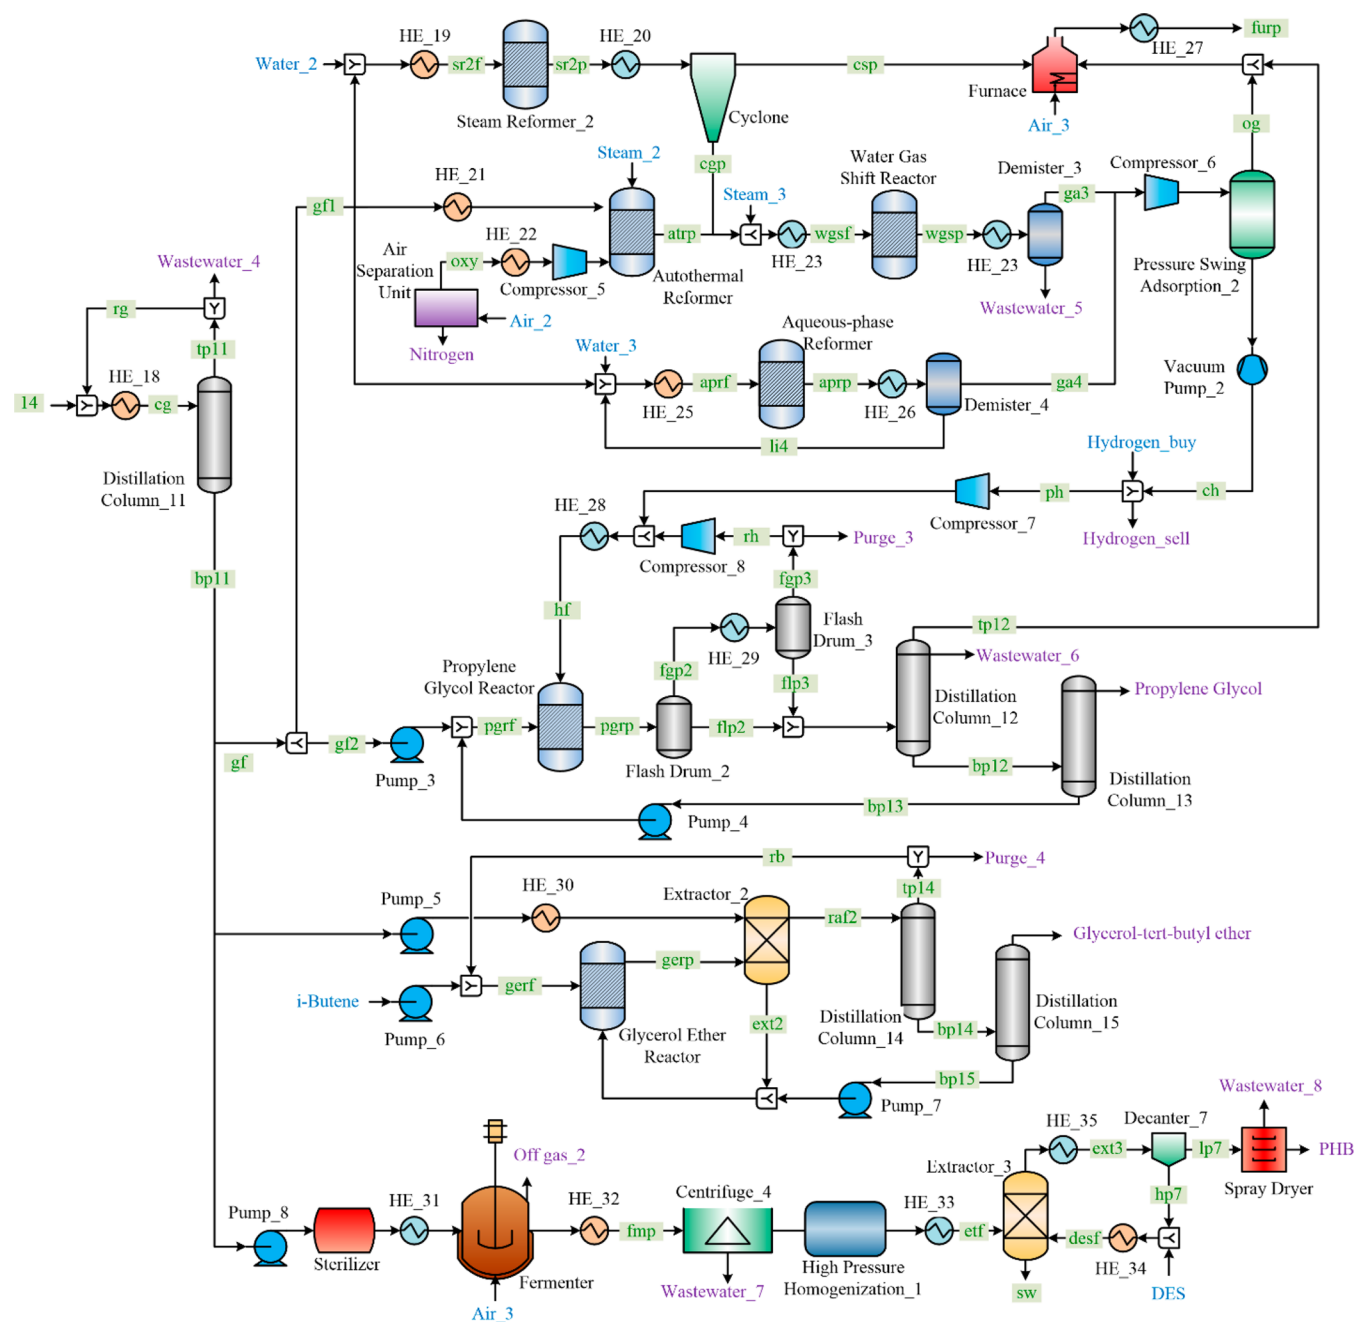 HE_19
HE_20
HE_27
furp
Water_2
sr2f
sr2p
csp
Furnace
Steam Reformer_2
Cyclone
Air_3
og
Steam_2
cgp
Water Gas
Shift Reactor
Demister_3
Compressor_6
HE_21
Steam_3
ga3
gf1
HE_22
atrp
wgsf
wgsp
Air
Separation
Unit
oxy
HE_23
HE_23
Wastewater_4
Compressor_5
Autothermal
Reformer
Pressure Swing
Adsorption_2
rg
Air_2
Wastewater_5
tp11
Nitrogen
Water_3
Aqueous-phase
Reformer
HE_18
14
cg
aprf
aprp
ga4
Vacuum
Pump_2
HE_25
HE_26
Demister_4
li4
Hydrogen_buy
Distillation
Column_11
ph
ch
HE_28
Compressor_7
rh
Purge_3
Hydrogen_sell
Compressor_8
bp11
fgp3
hf
Flash
Drum_3
tp12
HE_29
Wastewater_6
Propylene
Glycol Reactor
fgp2
flp3
Propylene Glycol
Distillation
Column_12
pgrf
pgrp
flp2
gf
gf2
Pump_3
Flash Drum_2
bp12
Distillation
Column_13
bp13
Pump_4
rb
Purge_4
HE_30
Extractor_2
tp14
Pump_5
raf2
Glycerol-tert-butyl ether
gerp
i-Butene
gerf
Distillation
Column_15
Pump_6
Glycerol Ether
Reactor
ext2
Distillation
Column_14
bp14
bp15
Pump_7
Wastewater_8
HE_35
Decanter_7
Off gas_2
ext3
lp7
PHB
Extractor_3
Spray Dryer
Pump_8
HE_31
HE_32
Centrifuge_4
HE_33
hp7
fmp
etf
desf
Sterilizer
Fermenter
High Pressure
Homogenization_1
HE_34
Wastewater_7
sw
DES
Air_3